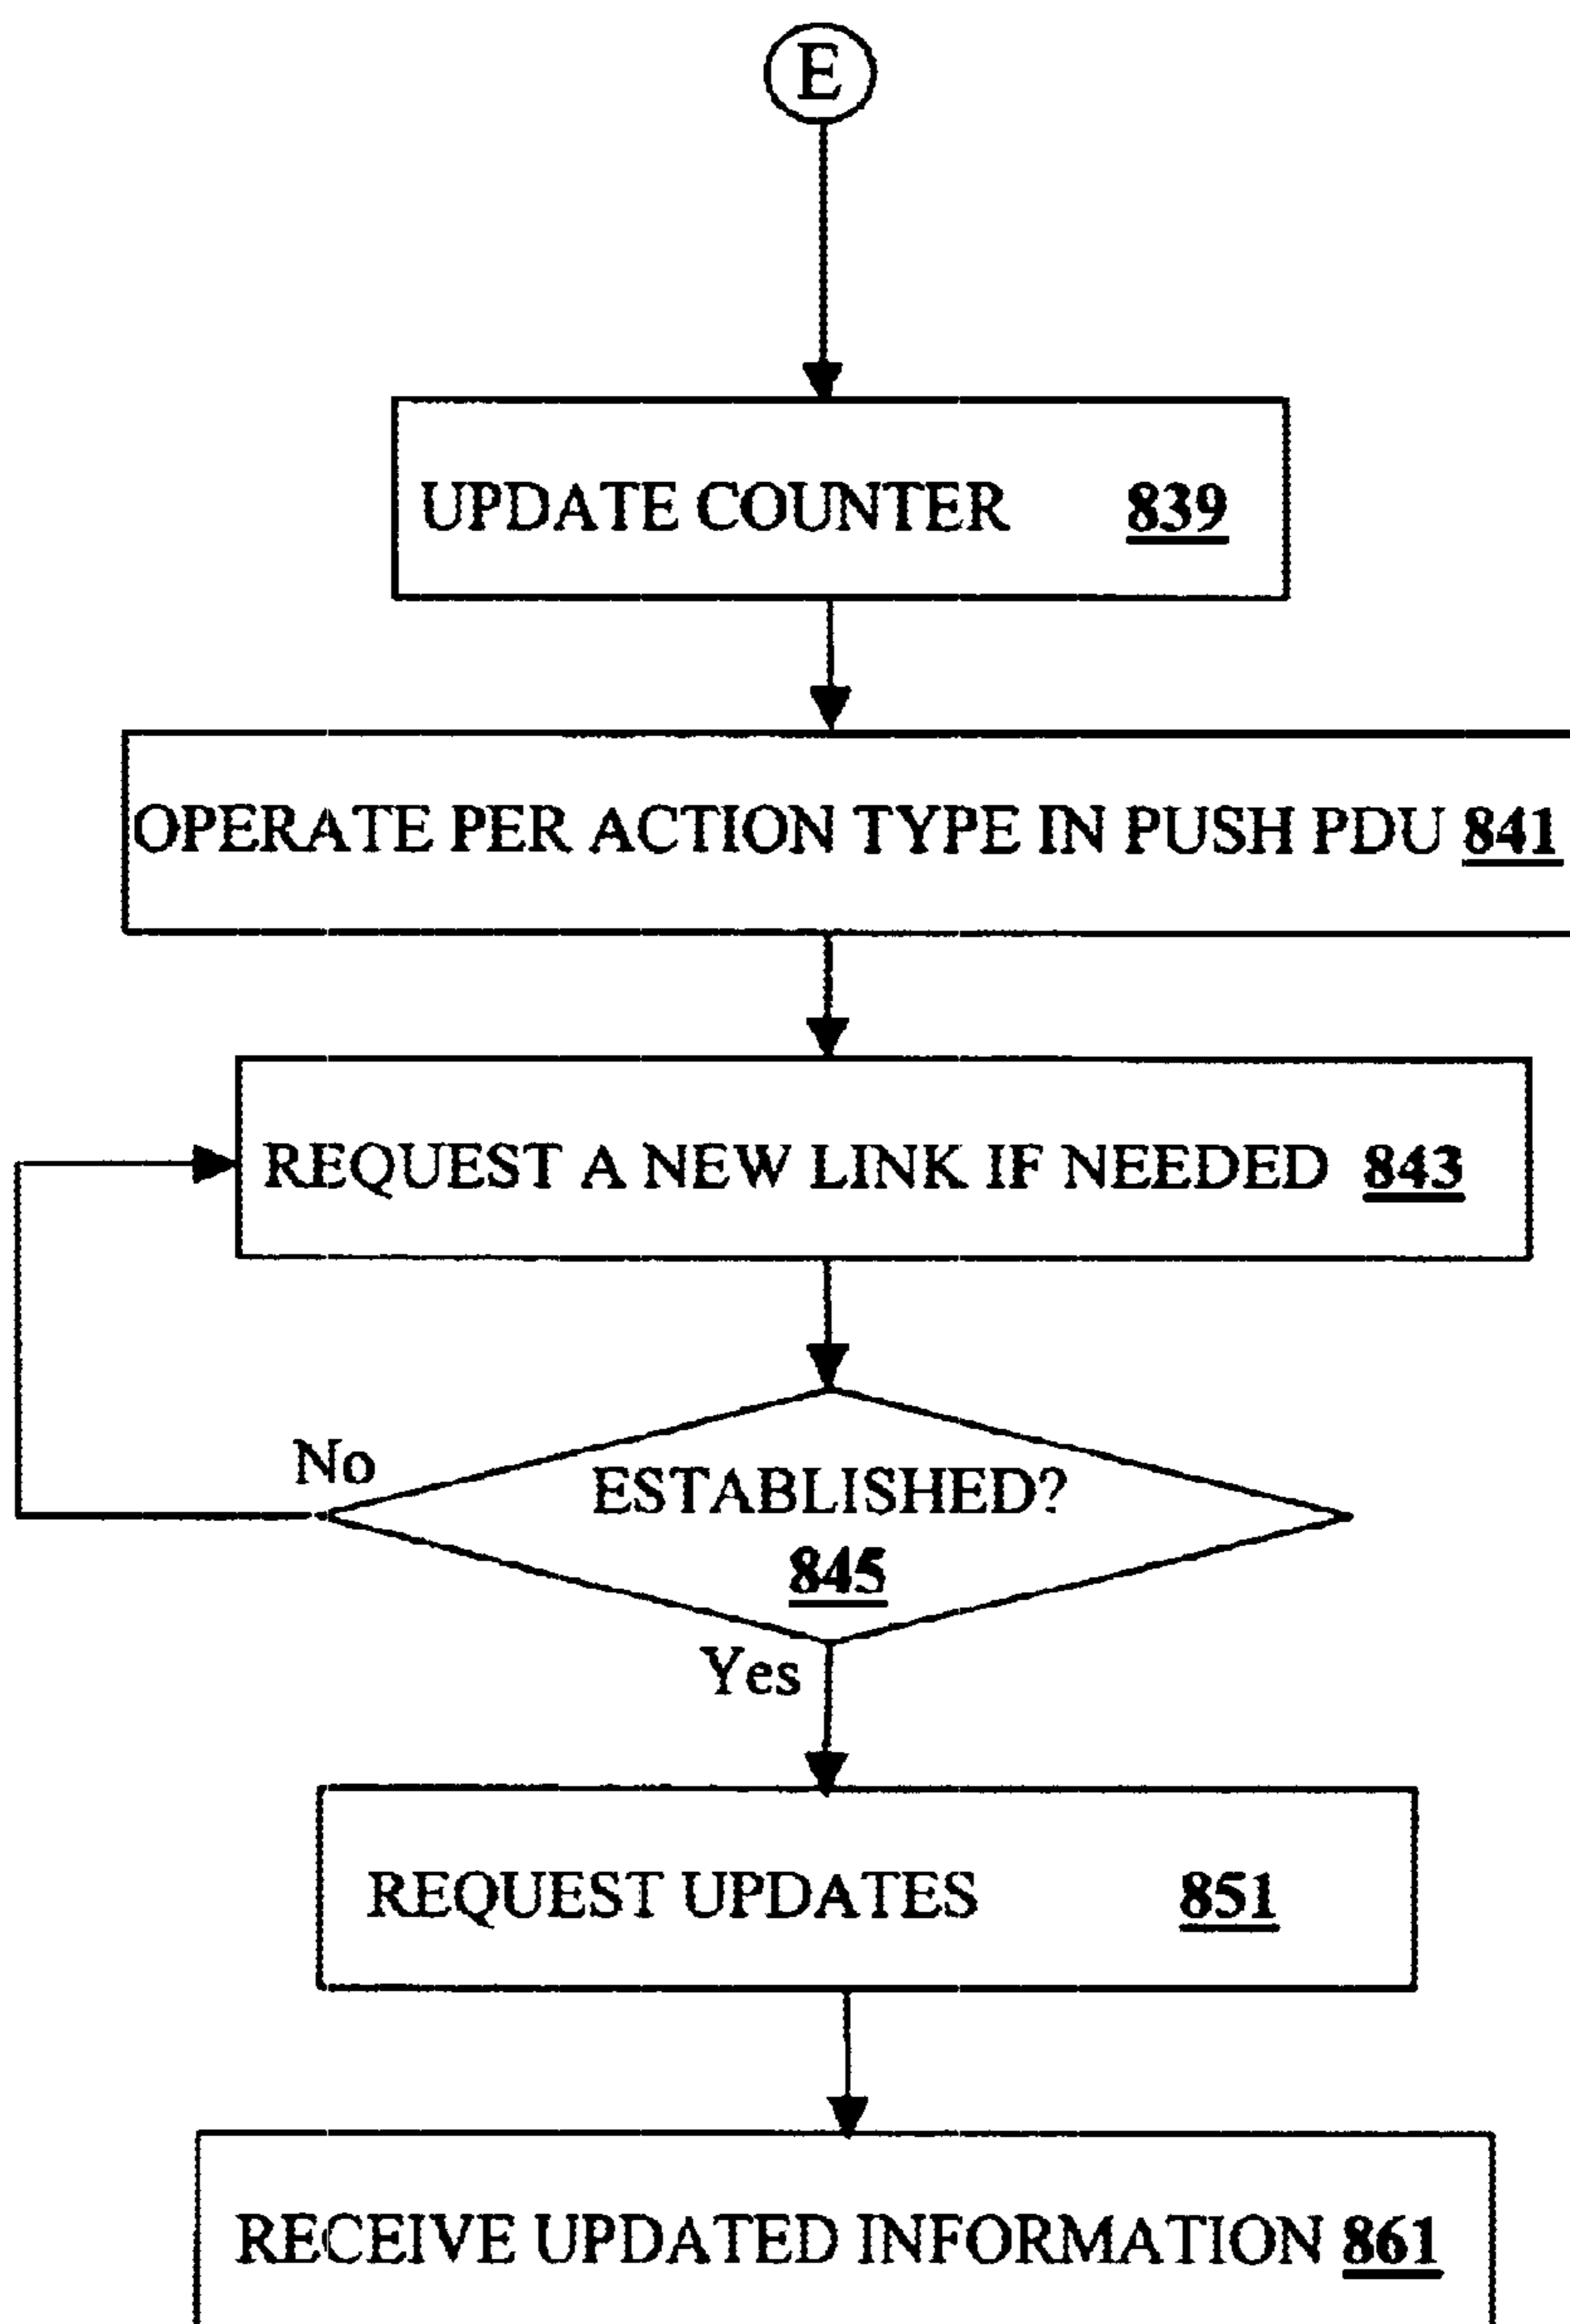 E
UPDATE COUNTER 839
OPERATE PER ACTION TYPE IN PUSH PDU 841
REQUEST A NEW LINK IF NEEDED 843
No
ESTABLISHED?
845
Yes
REQUEST UPDATES 851
RECEIVE UPDATED INFORMATION 861